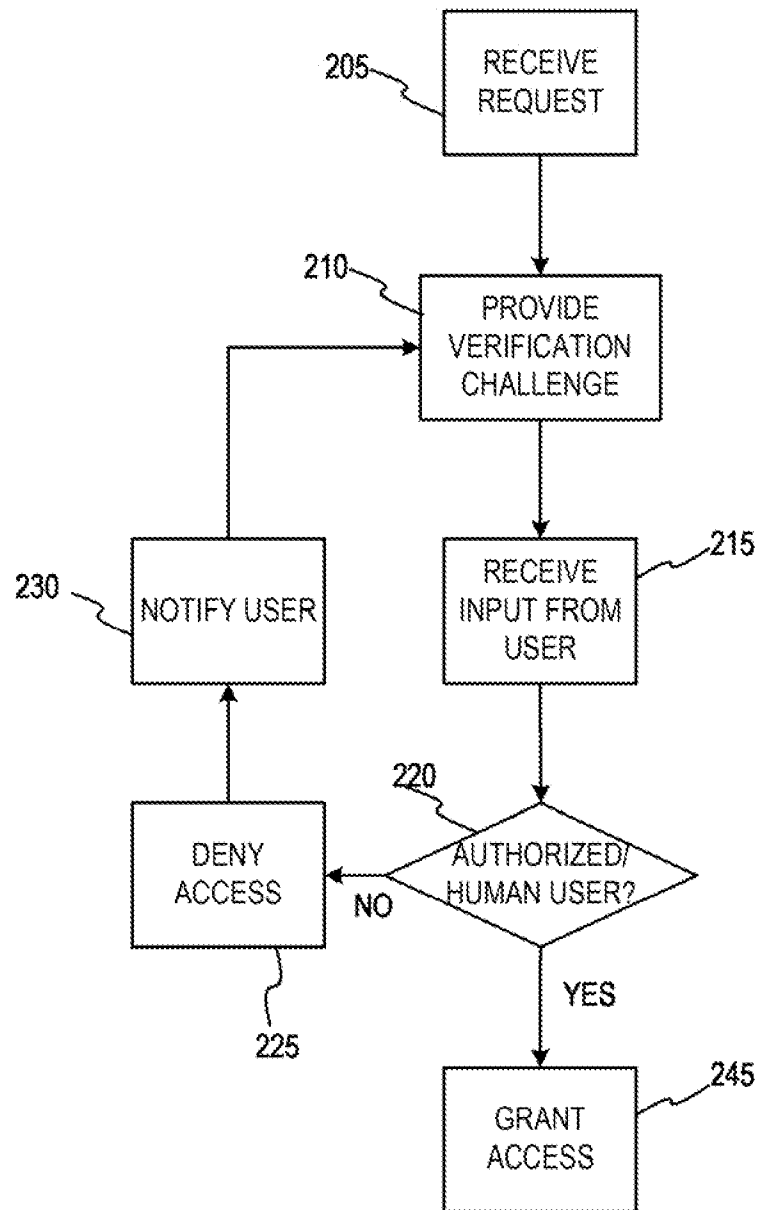 205
RECEIVE
REQUEST
210
PROVIDE
VERIFICATION
CHALLENGE
215
RECEIVE
INPUT FROM
USER
230
NOTIFY USER
220
AUTHORIZED/
HUMAN USER?
DENY
ACCESS
NO
225
YES
245
GRANT
ACCESS